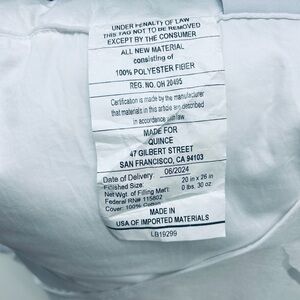 UNDER PENALTY OF LAW
THIS TAG NOT TO BE REMOVED
EXCEPT BY THE CONSUMER
ALL NEW MATERIAL
consisting of
100% POLYESTER FIBER
REG. NO. OH 20495
Certification is made by the manufacturer
that materials in this article are described
in accordance with law
MADE FOR
QUINCE
47 GILBERT STREET
SAN FRANCISCO, CA 94103
Date of Delivery: 06/2024
Finished Size: 20 in x 26 in
Net Wgt. of Filling Mat'l: 0 lbs. 30 oz.
Federal RN# 115802
Cover: 100% Cotton
MADE IN
USA OF IMPORTED MATERIALS
LB19299